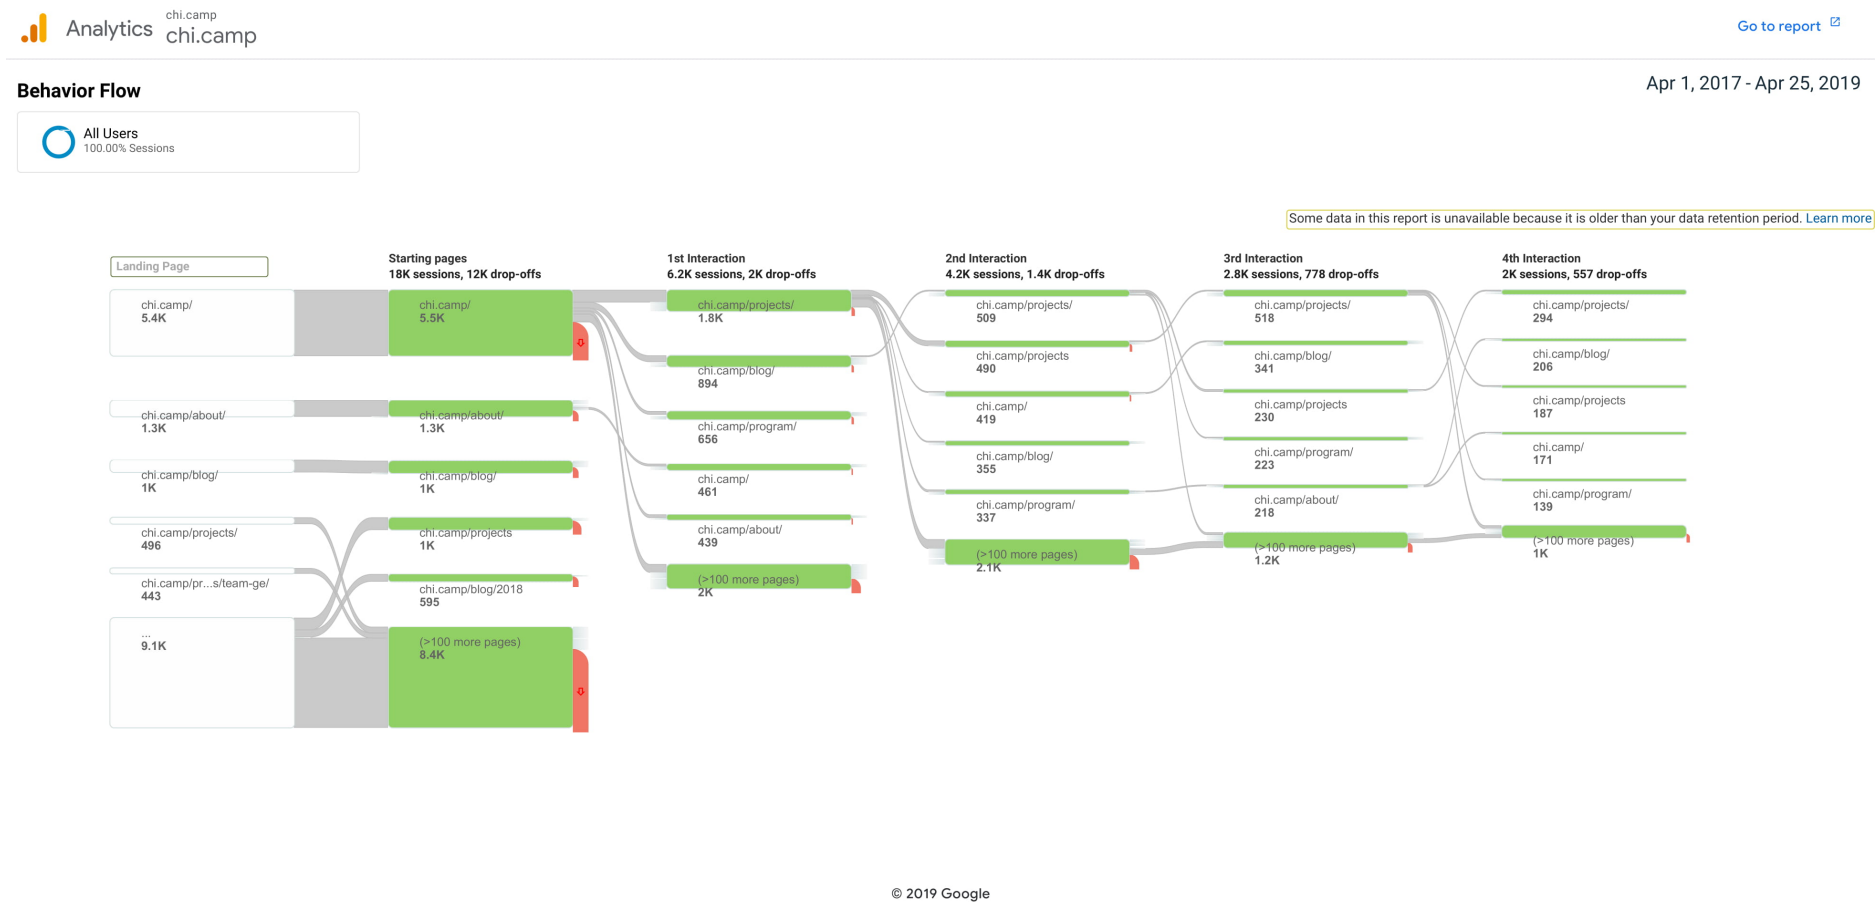 Analytics
chi.camp
chi.camp
Go to report
Behavior Flow
Apr 1, 2017 - Apr 25, 2019
All Users
100.00% Sessions
Some data in this report is unavailable because it is older than your data retention period. Learn more
Landing Page
chi.camp/
5.4K
chi.camp/about/
1.3K
chi.camp/blog/
1K
chi.camp/projects/
496
chi.camp/pr...s/team-ge/
443
...
9.1K
Starting pages
18K sessions, 12K drop-offs
chi.camp/
5.5K
chi.camp/about/
1.3K
chi.camp/blog/
1K
chi.camp/projects
1K
chi.camp/blog/2018
595
(>100 more pages)
8.4K
1st Interaction
6.2K sessions, 2K drop-offs
chi.camp/projects/
1.8K
chi.camp/blog/
894
chi.camp/program/
656
chi.camp/
461
chi.camp/about/
439
(>100 more pages)
2K
2nd Interaction
4.2K sessions, 1.4K drop-offs
chi.camp/projects/
509
chi.camp/projects
490
chi.camp/
419
chi.camp/blog/
355
chi.camp/program/
337
(>100 more pages)
2.1K
3rd Interaction
2.8K sessions, 778 drop-offs
chi.camp/projects/
518
chi.camp/blog/
341
chi.camp/projects
230
chi.camp/program/
223
chi.camp/about/
218
(>100 more pages)
1.2K
4th Interaction
2K sessions, 557 drop-offs
chi.camp/projects/
294
chi.camp/blog/
206
chi.camp/projects
187
chi.camp/
171
chi.camp/program/
139
(>100 more pages)
1K
© 2019 Google